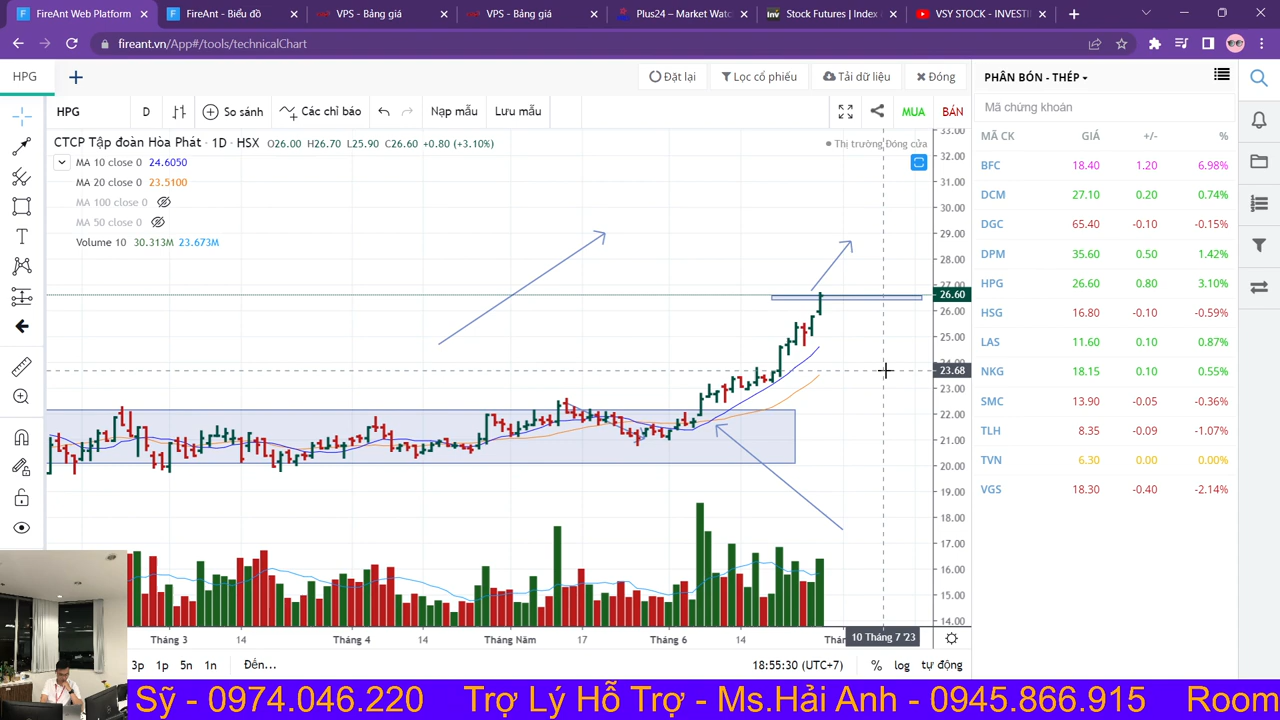 FireAnt Web Platform
FireAnt - Biểu đồ
VPS - Bảng giá
VPS - Bảng giá
Plus24 – Market Watc
Stock Futures | Index
VSY STOCK - INVESTI
fireant.vn/App#/tools/technicalChart
HPG
Đặt lại
Lọc cổ phiếu
Tải dữ liệu
Đóng
PHÂN BÓN - THÉP
HPG
D
So sánh
Các chỉ báo
Nạp mẫu
Lưu mẫu
MUA
BÁN
Mã chứng khoán
CTCP Tập đoàn Hòa Phát · 1D · HSX O26.00 H26.70 L25.90 C26.60 +0.80 (+3.10%)
Thị trường Đóng cửa
MA 10 close 0 24.6050
MA 20 close 0 23.5100
MA 100 close 0
MA 50 close 0
Volume 10 30.313M 23.673M
33.00
32.00
31.00
30.00
29.00
28.00
27.00
26.60
26.00
25.00
24.00
23.68
23.00
22.00
21.00
20.00
19.00
18.00
17.00
16.00
15.00
14.00
MÃ CK GIÁ +/- %
BFC 18.40 1.20 6.98%
DCM 27.10 0.20 0.74%
DGC 65.40 -0.10 -0.15%
DPM 35.60 0.50 1.42%
HPG 26.60 0.80 3.10%
HSG 16.80 -0.10 -0.59%
LAS 11.60 0.10 0.87%
NKG 18.15 0.10 0.55%
SMC 13.90 -0.05 -0.36%
TLH 8.35 -0.09 -1.07%
TVN 6.30 0.00 0.00%
VGS 18.30 -0.40 -2.14%
Tháng 3 14 Tháng 4 14 Tháng Năm 17 Tháng 6 14 10 Tháng 7 '23
3p 1p 5n 1n Đến...
18:55:30 (UTC+7) % log tự động
Sỹ - 0974.046.220 Trợ Lý Hỗ Trợ - Ms.Hải Anh - 0945.866.915 Room